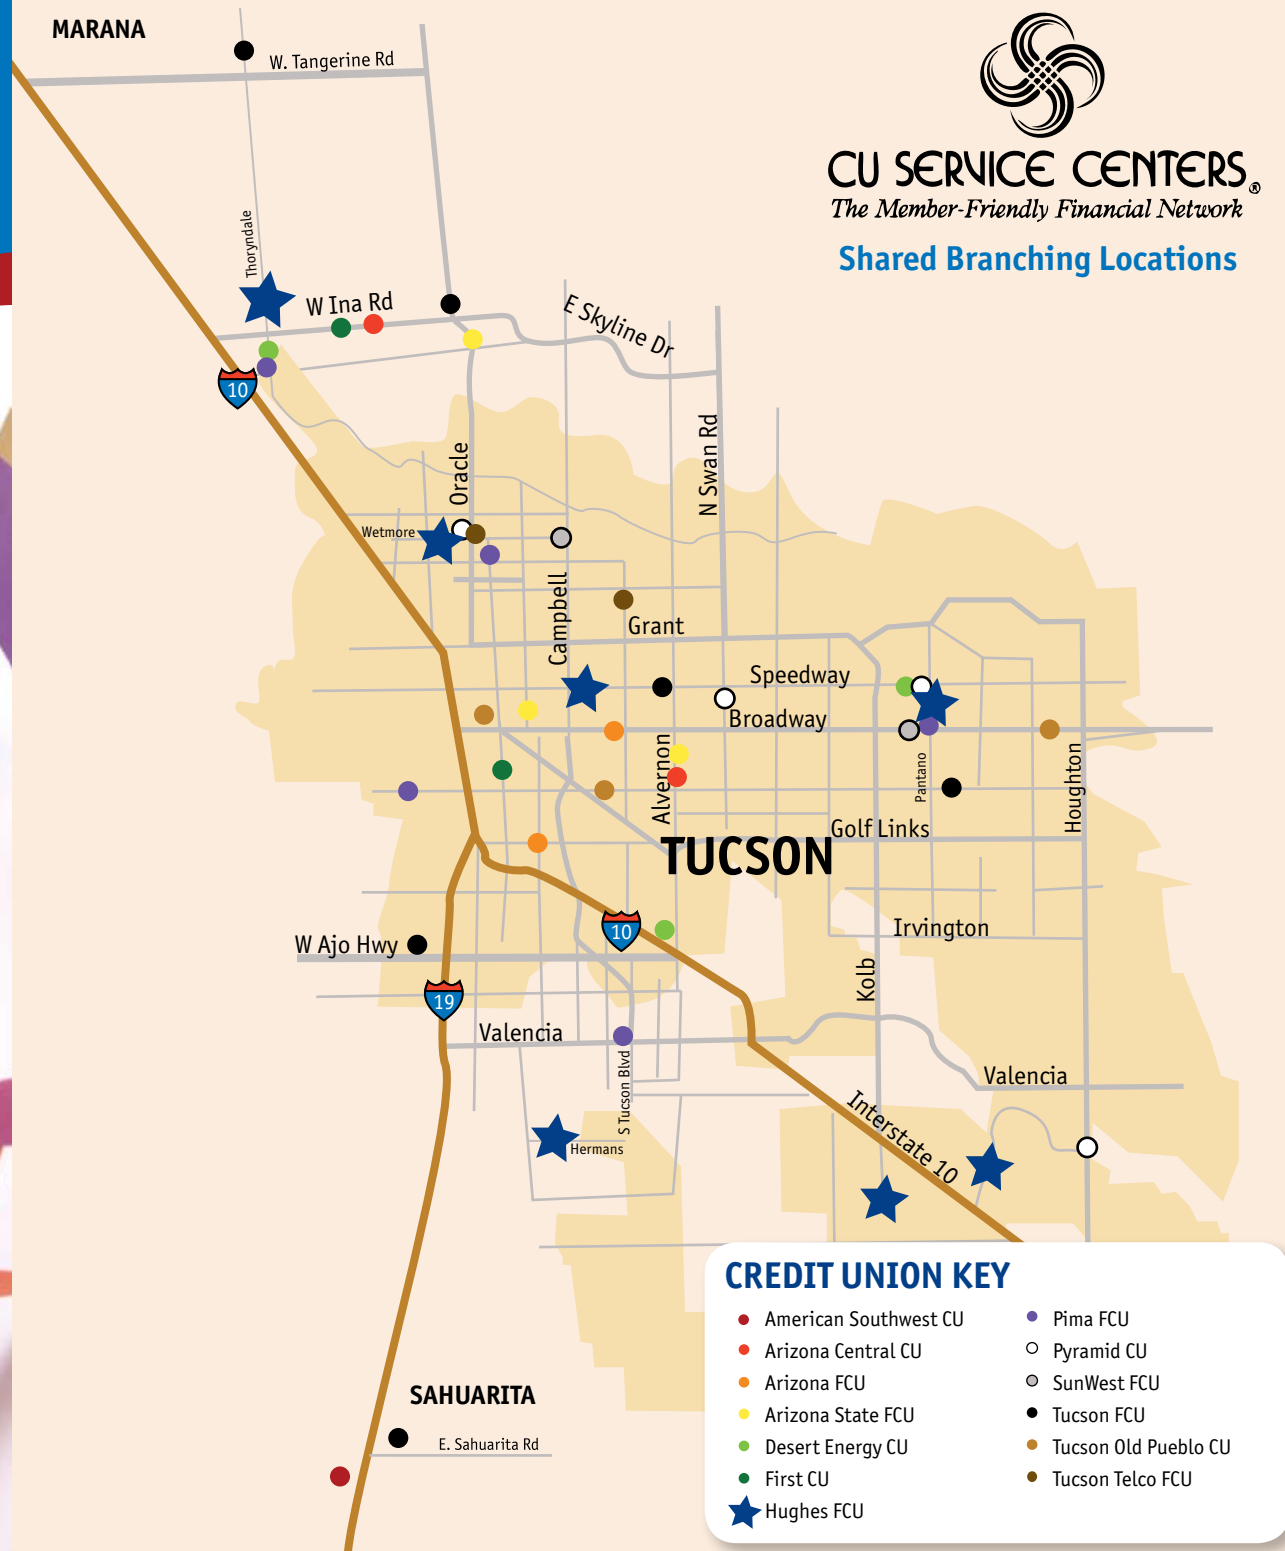 MARANA
W. Tangerine Rd
CU SERVICE CENTERS®
The Member-Friendly Financial Network
Shared Branching Locations
Thoryndale
W Ina Rd
E Skyline Dr
10
N Swan Rd
Oracle
Wetmore
Campbell
Grant
Speedway
Broadway
Alvernon
Pantano
Houghton
Golf Links
TUCSON
10
Irvington
W Ajo Hwy
Kolb
19
Valencia
S Tucson Blvd
Valencia
Interstate 10
Hermans
CREDIT UNION KEY
American Southwest CU
Arizona Central CU
Arizona FCU
Arizona State FCU
Desert Energy CU
First CU
Hughes FCU
Pima FCU
Pyramid CU
SunWest FCU
Tucson FCU
Tucson Old Pueblo CU
Tucson Telco FCU
SAHUARITA
E. Sahuarita Rd